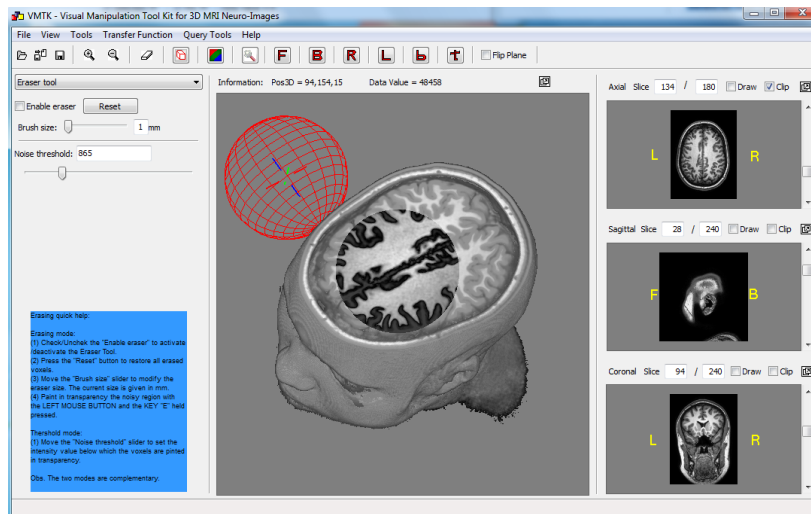 VMTK - Visual Manipulation Tool Kit for 3D MRI Neuro-Images
File View Tools Transfer Function Query Tools Help
F B R L b t Flip Plane
Eraser tool
Enable eraser Reset
Brush size: 1 mm
Noise threshold: 865
Erasing quick help:
Erasing mode:
(1) Check/Unchek the "Enable eraser" to activate
/deactivate the Eraser Tool.
(2) Press the "Reset" button to restore all erased
voxels.
(3) Move the "Brush size" slider to modify the
eraser size. The current size is given in mm.
(4) Paint in transparency the noisy region with
the LEFT MOUSE BUTTON and the KEY "E" held
pressed.
Thershold mode:
(1) Move the "Noise threshold" slider to set the
intensity value below which the voxels are pinted
in transparency.
Obs. The two modes are complementary.
Information: Pos3D = 94,154,15 Data Value = 48458
Axial Slice 134 / 180 Draw Clip
L R
Sagittal Slice 28 / 240 Draw Clip
F B
Coronal Slice 94 / 240 Draw Clip
L R